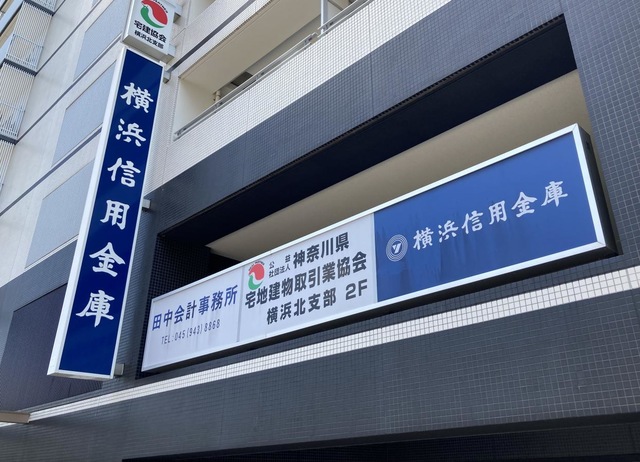 宅建協会
横浜北支部
横浜信用金庫
田中会計事務所
TEL:045(943)8868
公益
社団法人 神奈川県
宅地建物取引業協会
横浜北支部 2F
横浜信用金庫